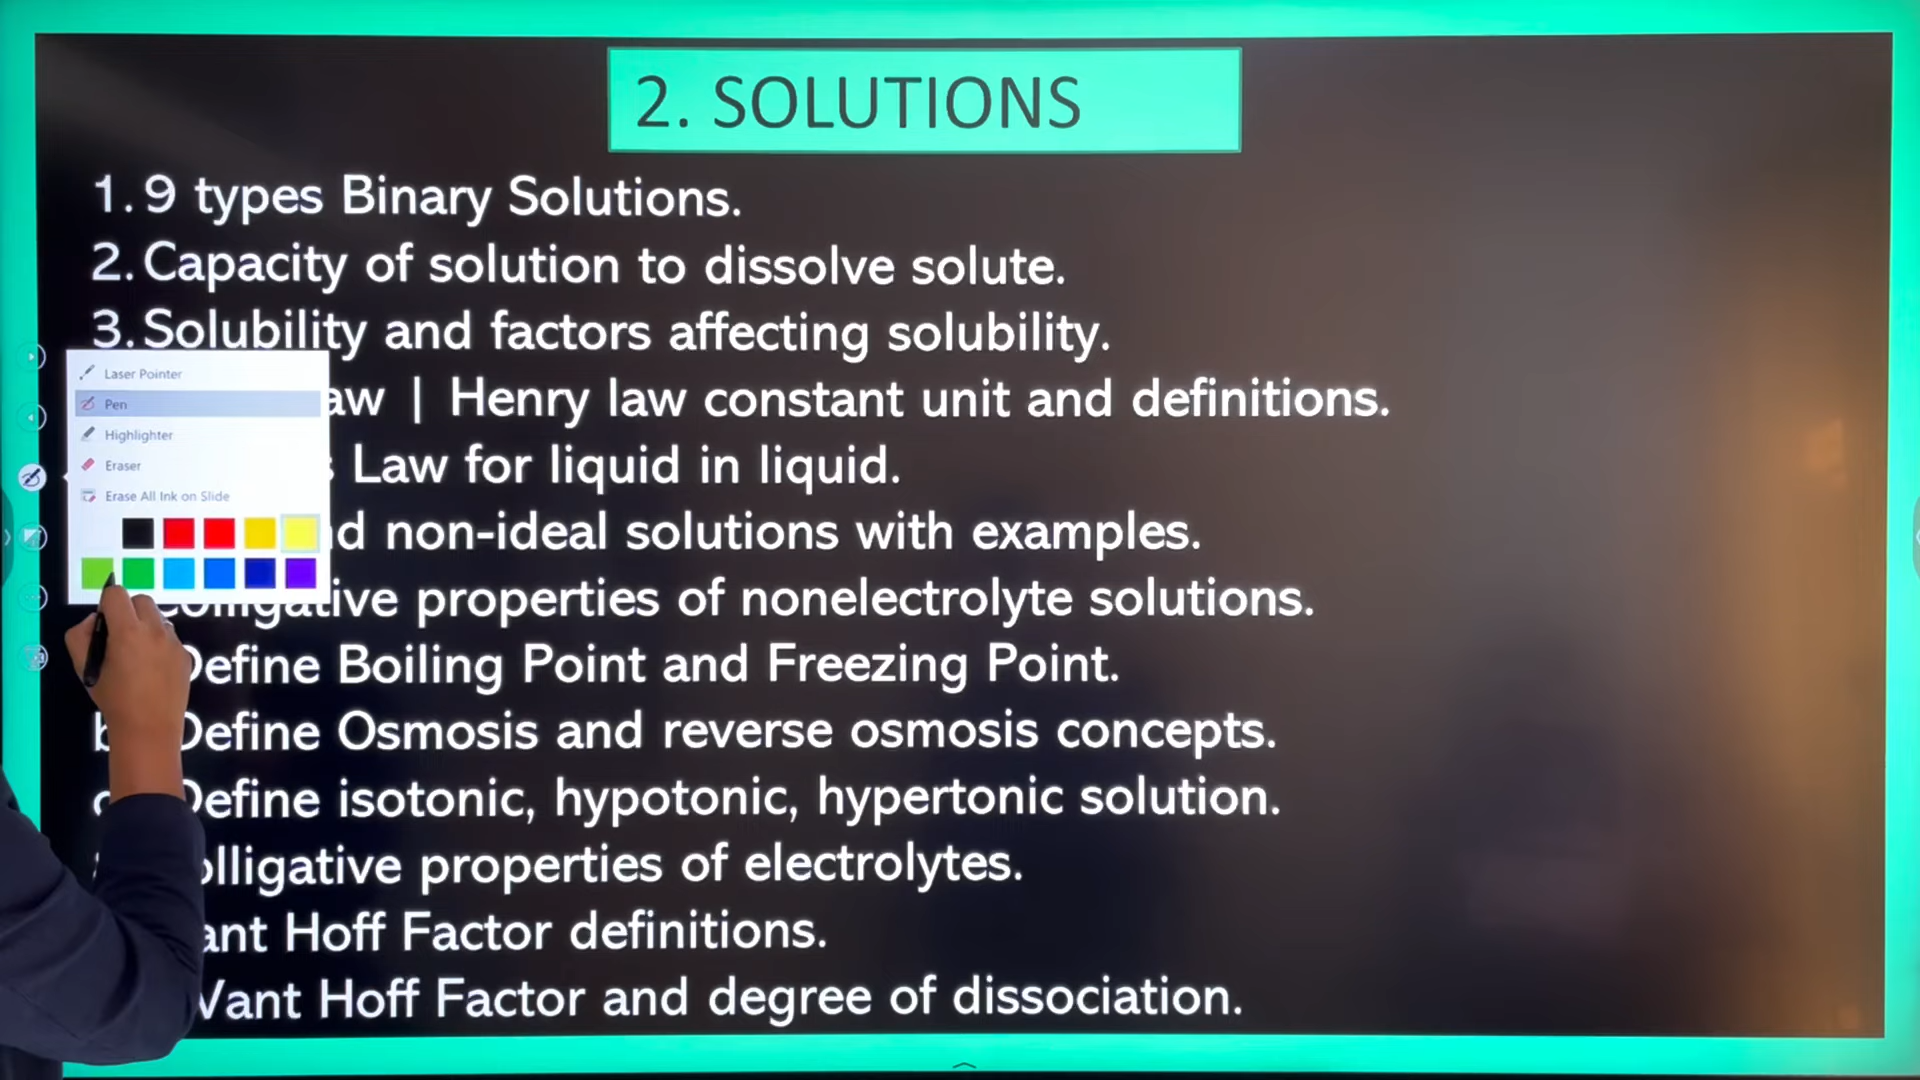 2. SOLUTIONS
1. 9 types Binary Solutions.
2. Capacity of solution to dissolve solute.
3. Solubility and factors affecting solubility.
Laser Pointer
Pen
Highlighter
Eraser
Erase All Ink on Slide
aw | Henry law constant unit and definitions.
s Law for liquid in liquid.
d non-ideal solutions with examples.
Colligative properties of nonelectrolyte solutions.
Define Boiling Point and Freezing Point.
b Define Osmosis and reverse osmosis concepts.
c Define isotonic, hypotonic, hypertonic solution.
olligative properties of electrolytes.
ant Hoff Factor definitions.
Vant Hoff Factor and degree of dissociation.